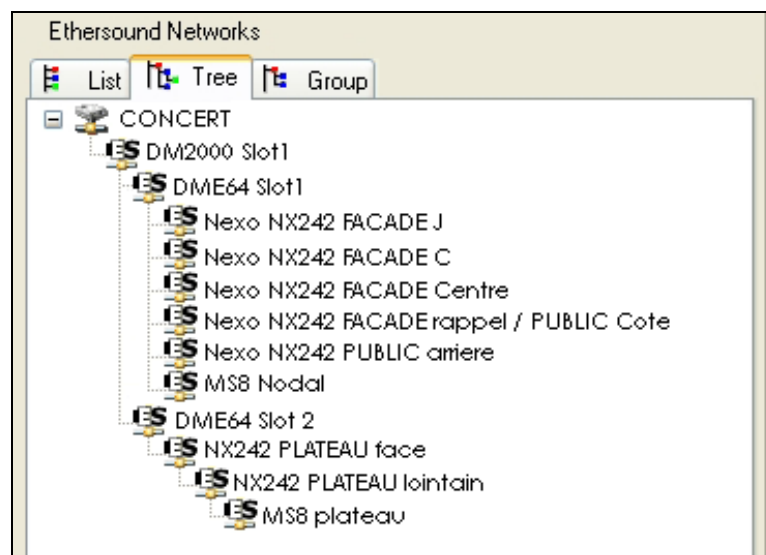 Ethersound Networks
List Tree Group
CONCERT
DM2000 Slot1
DME64 Slot1
Nexo NX242 FACADE J
Nexo NX242 FACADE C
Nexo NX242 FACADE Centre
Nexo NX242 FACADE rappel / PUBLIC Cote
Nexo NX242 PUBLIC arriere
MS8 Nodal
DME64 Slot 2
NX242 PLATEAU face
NX242 PLATEAU lointain
MS8 plateau